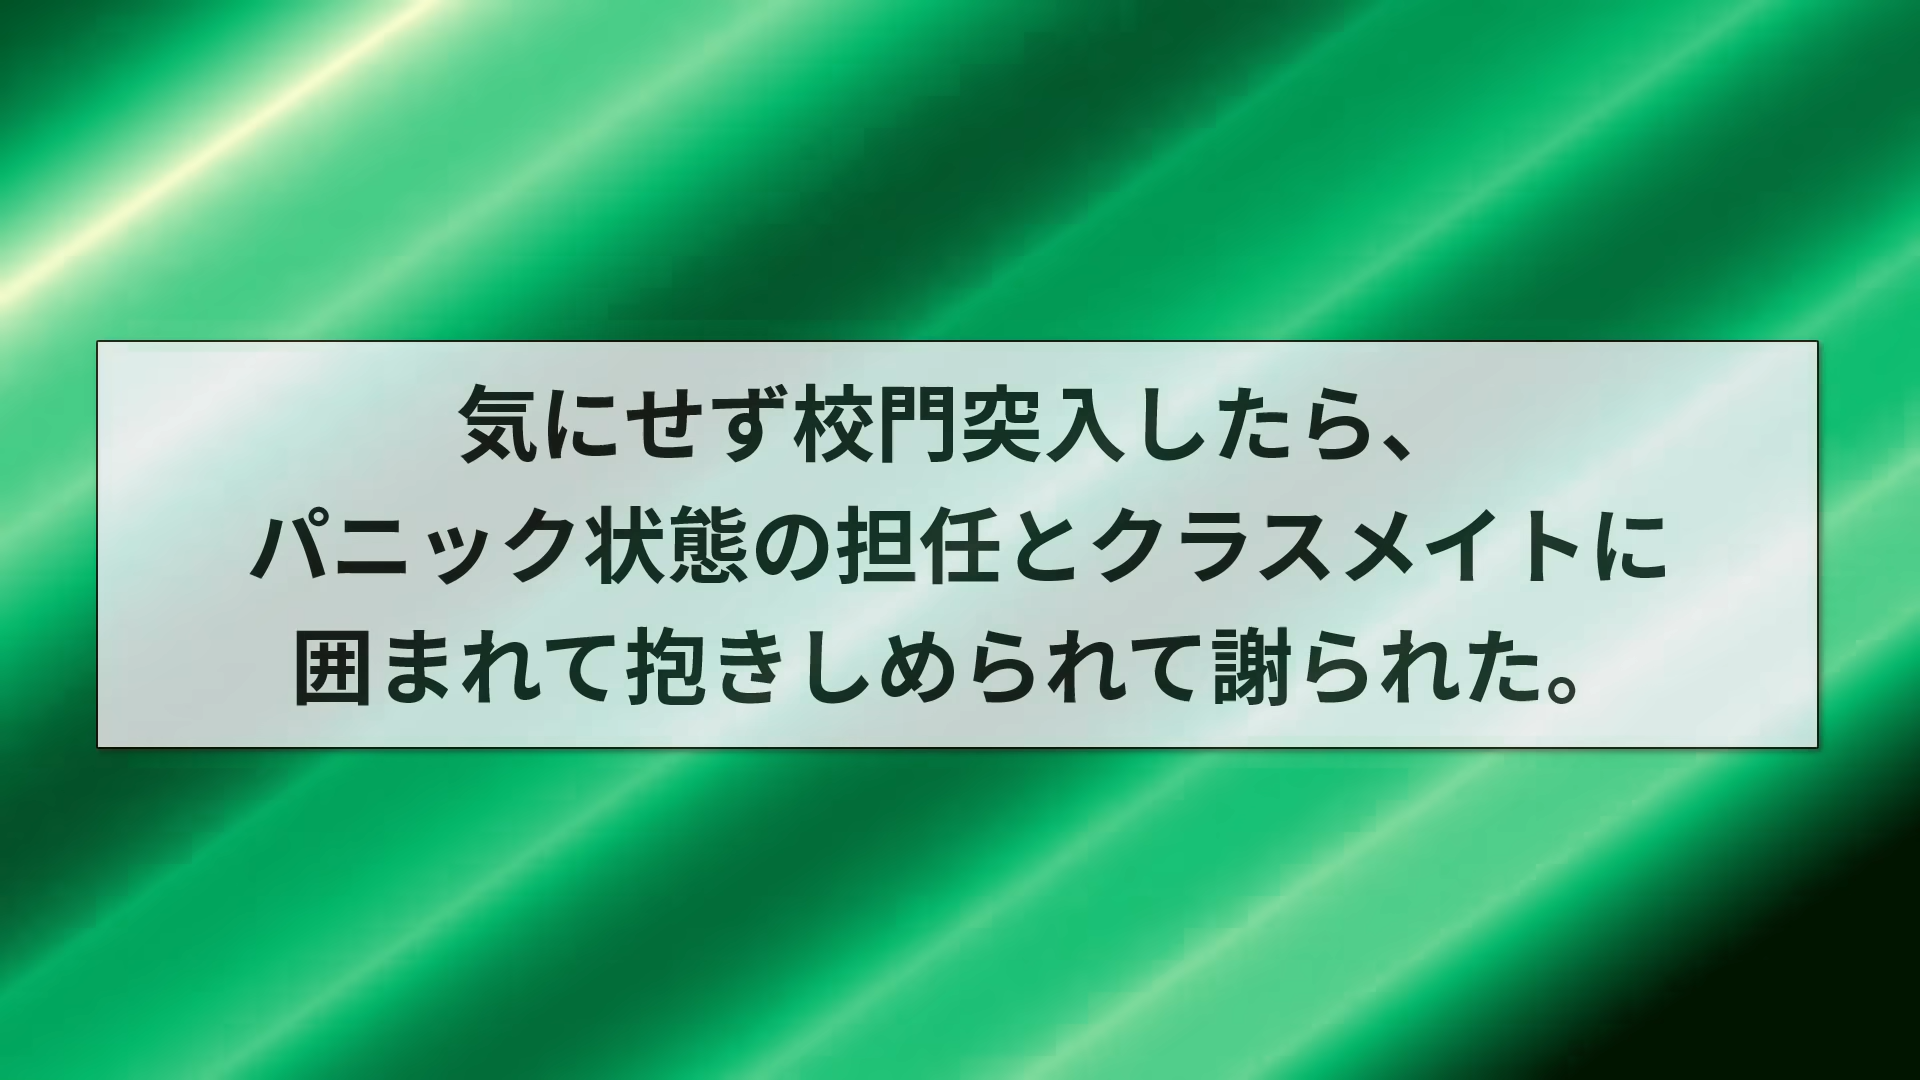 気にせず校門突入したら、
パニック状態の担任とクラスメイトに
囲まれて抱きしめられて謝られた。